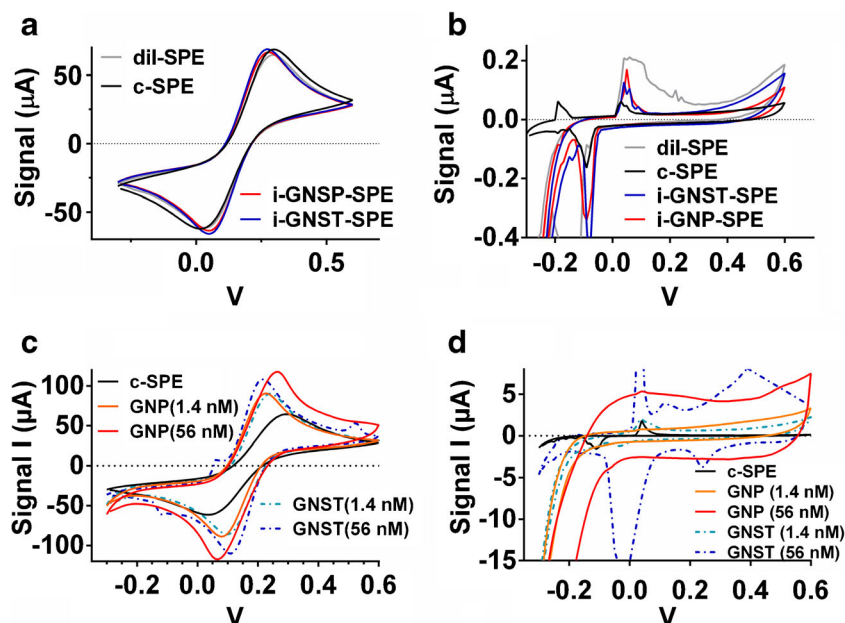 a
Signal (μA)
50
0
-50
dil-SPE
c-SPE
i-GNSP-SPE
i-GNST-SPE
0.0
0.5
V
b
Signal (μA)
0.2
0.0
-0.2
-0.4
dil-SPE
c-SPE
i-GNST-SPE
i-GNP-SPE
-0.2
0.0
0.2
0.4
0.6
V
c
Signal I (μA)
100
50
0
-50
-100
c-SPE
GNP(1.4 nM)
GNP(56 nM)
GNST(1.4 nM)
GNST(56 nM)
-0.2
0.0
0.2
0.4
0.6
V
d
Signal I (μA)
5
0
-5
-10
-15
c-SPE
GNP (1.4 nM)
GNP (56 nM)
GNST (1.4 nM)
GNST (56 nM)
-0.2
0.0
0.2
0.4
0.6
V